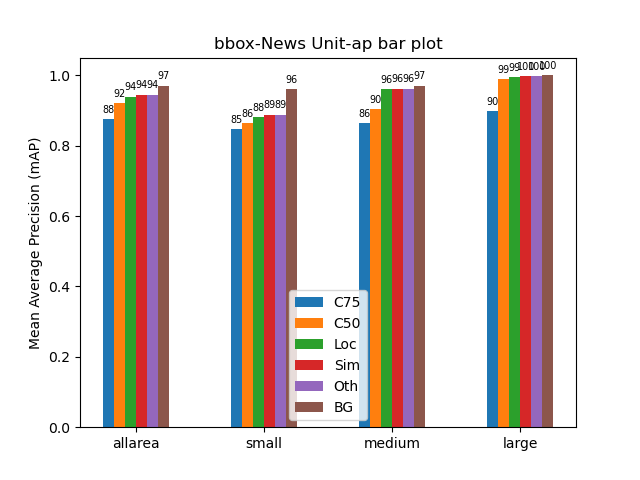 bbox-News Unit-ap bar plot
Mean Average Precision (mAP)
1.0
0.8
0.6
0.4
0.2
0.0
88 92 94 94 94 97
85 86 88 89 89 96
86 90 96 96 96 97
90 99 99 100 100 100
C75
C50
Loc
Sim
Oth
BG
allarea small medium large